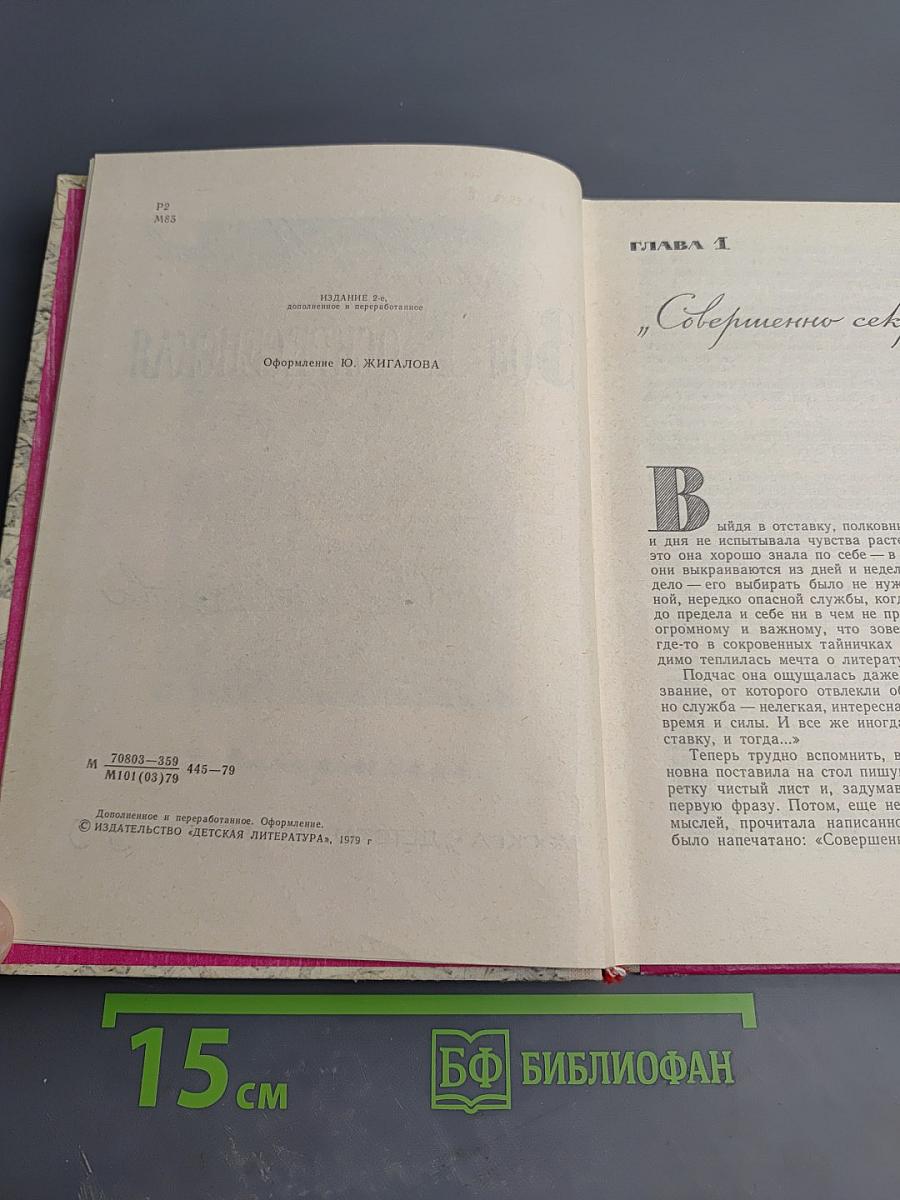 Р2
М85
ИЗДАНИЕ 2-е,
дополненное и переработанное
Оформление Ю. ЖИГАЛОВА
М 70803—359
М101(03)79 445—79
Дополненное и переработанное. Оформление.
© ИЗДАТЕЛЬСТВО «ДЕТСКАЯ ЛИТЕРАТУРА», 1979 г
ГЛАВА 1
„Совершенно сек
Выйдя в отставку, полковн
и дня не испытывала чувства расте
это она хорошо знала по себе — в
они выкраиваются из дней и недел
дело — его выбирать было не нуж
ной, нередко опасной службы, когд
до предела и себе ни в чем не пр
огромному и важному, что зове
где-то в сокровенных тайничках
димо теплилась мечта о литерату
Подчас она ощущалась даже
звание, от которого отвлекли об
но служба — нелегкая, интересна
время и силы. И все же иногда
ставку, и тогда...»
Теперь трудно вспомнить, в
новна поставила на стол пишу
ретку чистый лист и, задумав
первую фразу. Потом, еще не
мыслей, прочитала написанно
было напечатано: «Совершен
15 см
БФ БИБЛИОФАН